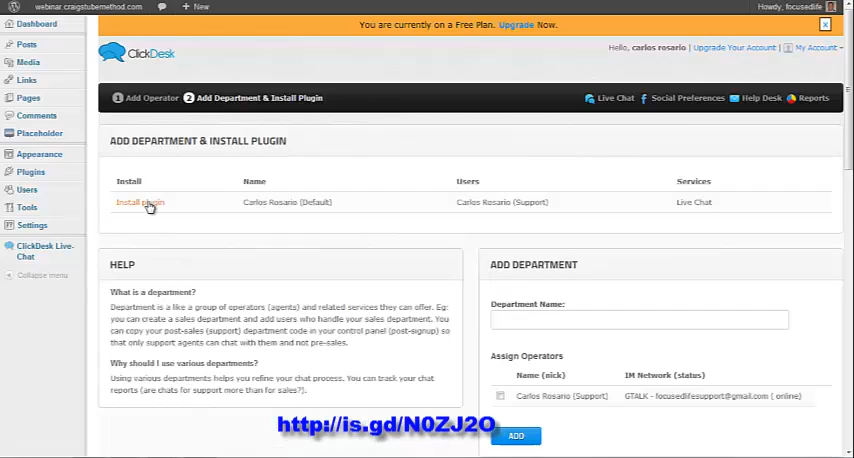 webinar.craigstubemethod.com + New Howdy, focusedlife
Dashboard
Posts
Media
Links
Pages
Comments
Placeholder
Appearance
Plugins
Users
Tools
Settings
ClickDesk Live-
Chat
Collapse menu
You are currently on a Free Plan. Upgrade Now. x
ClickDesk
Hello, carlos rosario | Upgrade Your Account | My Account
1 Add Operator 2 Add Department & Install Plugin Live Chat Social Preferences Help Desk Reports
ADD DEPARTMENT & INSTALL PLUGIN
Install Name Users Services
Install plugin Carlos Rosario (Default) Carlos Rosario (Support) Live Chat
HELP
What is a department?
Department is a like a group of operators (agents) and related services they can offer. Eg:
you can create a sales department and add users who handle your sales department. You
can copy your post-sales (support) department code in your control panel (post-signup) so
that only support agents can chat with them and not pre-sales.
Why should I use various departments?
Using various departments helps you refine your chat process. You can track your chat
reports (are chats for support more than for sales?).
ADD DEPARTMENT
Department Name:
Assign Operators
Name (nick) IM Network (status)
Carlos Rosario (Support) GTALK - focusedlifesupport@gmail.com ( online)
ADD
http://is.gd/N0ZJ2O